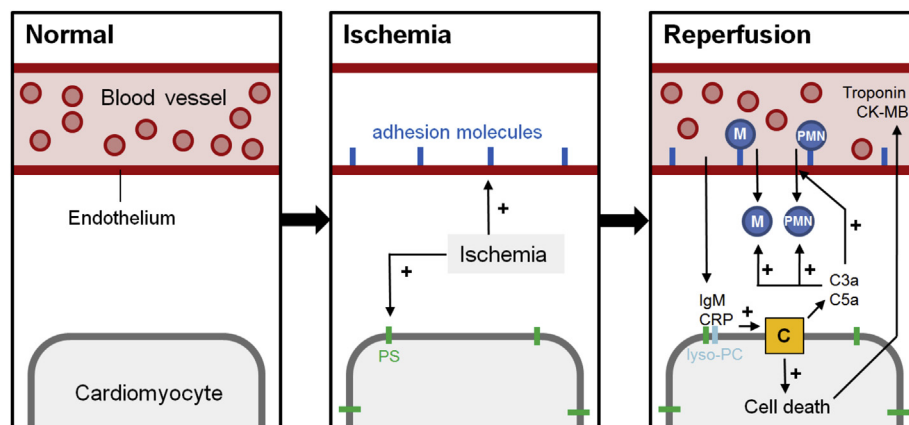 Normal
Blood vessel
Endothelium
Cardiomyocyte
Ischemia
adhesion molecules
+
Ischemia
+
PS
Reperfusion
Troponin
CK-MB
M
PMN
M
PMN
+
+
+
C3a
C5a
IgM
CRP
+
C
lyso-PC
+
Cell death